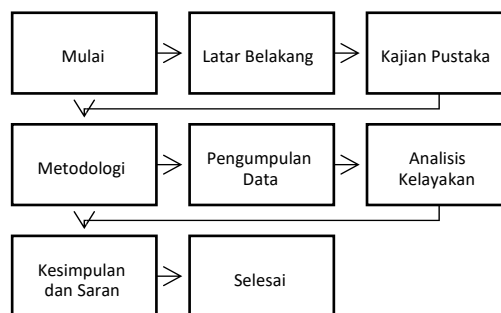 Mulai
Latar Belakang
Kajian Pustaka
Metodologi
Pengumpulan
Data
Analisis
Kelayakan
Kesimpulan
dan Saran
Selesai